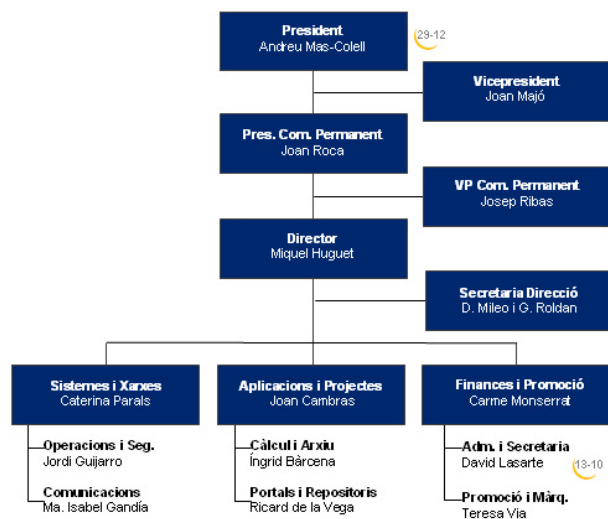 President
Andreu Mas-Colell
29-12
Vicepresident
Joan Majó
Pres. Com. Permanent
Joan Roca
VP Com. Permanent
Josep Ribas
Director
Miquel Huguet
Secretaria Direcció
D. Mileo i G. Roldan
Sistemes i Xarxes
Caterina Parals
Aplicacions i Projectes
Joan Cambras
Finances i Promoció
Carme Monserrat
Operacions i Seg.
Jordi Guijarro
Càlcul i Arxiu
Íngrid Bàrcena
Adm. i Secretaria
David Lasarte
13-10
Comunicacions
Ma. Isabel Gandía
Portals i Repositoris
Ricard de la Vega
Promoció i Màrq.
Teresa Via